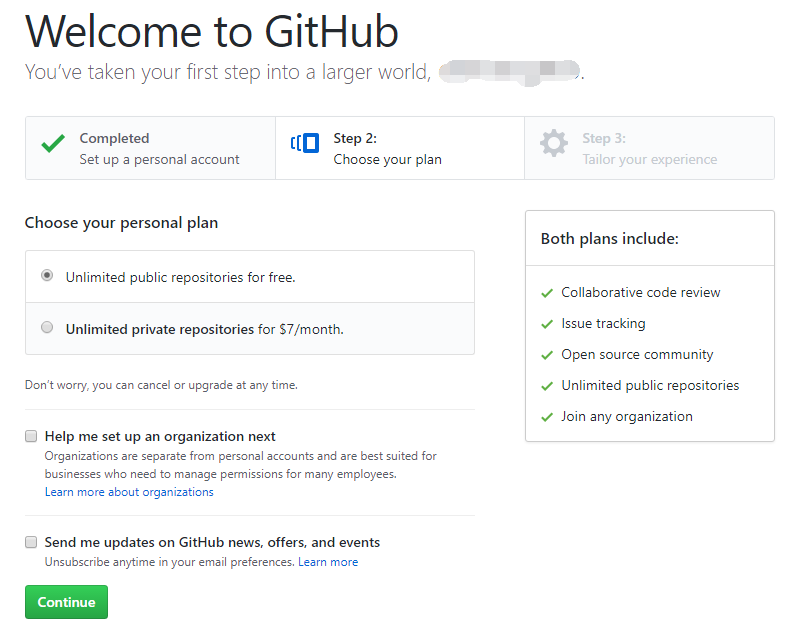 Welcome to GitHub
You’ve taken your first step into a larger world, .
Completed
Set up a personal account
Step 2:
Choose your plan
Step 3:
Tailor your experience
Choose your personal plan
Unlimited public repositories for free.
Unlimited private repositories for $7/month.
Don’t worry, you can cancel or upgrade at any time.
Help me set up an organization next
Organizations are separate from personal accounts and are best suited for
businesses who need to manage permissions for many employees.
Learn more about organizations
Send me updates on GitHub news, offers, and events
Unsubscribe anytime in your email preferences. Learn more
Continue
Both plans include:
Collaborative code review
Issue tracking
Open source community
Unlimited public repositories
Join any organization